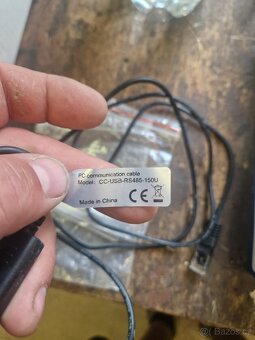 PC communication cable
Model: CC-USB-RS485-150U
Made in China
CE